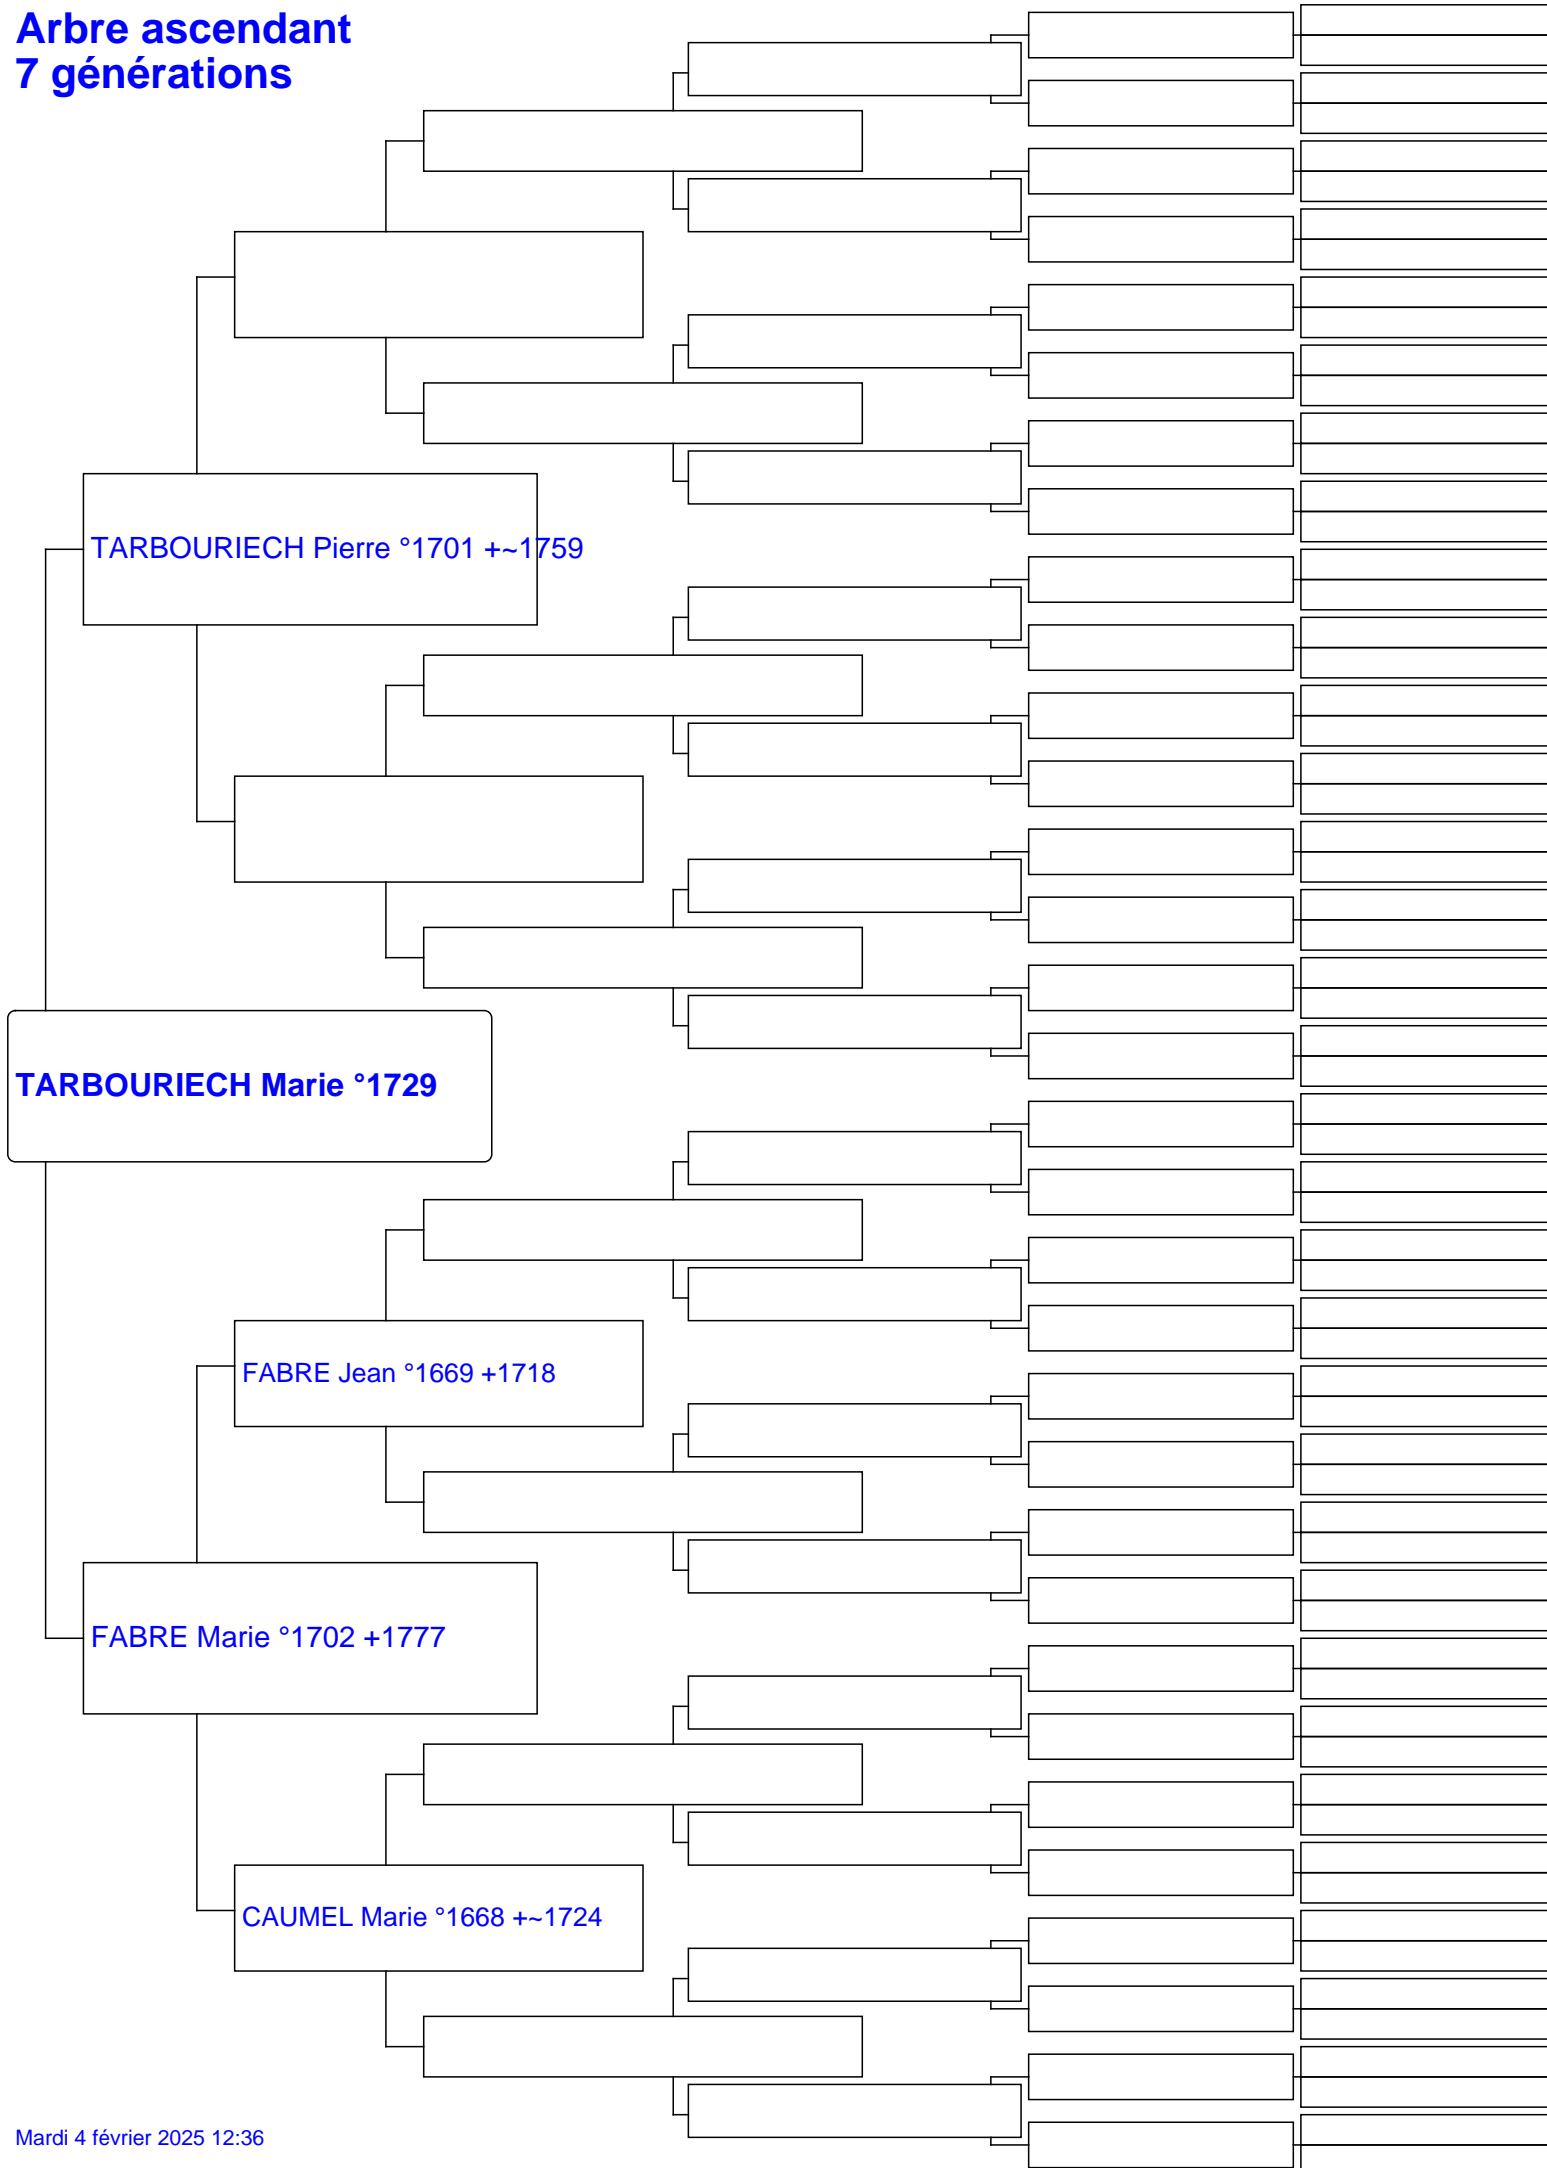 Arbre ascendant
7 générations
TARBOURIECH Pierre °1701 +~1759
TARBOURIECH Marie °1729
FABRE Jean °1669 +1718
FABRE Marie °1702 +1777
CAUMEL Marie °1668 +~1724
Mardi 4 février 2025 12:36